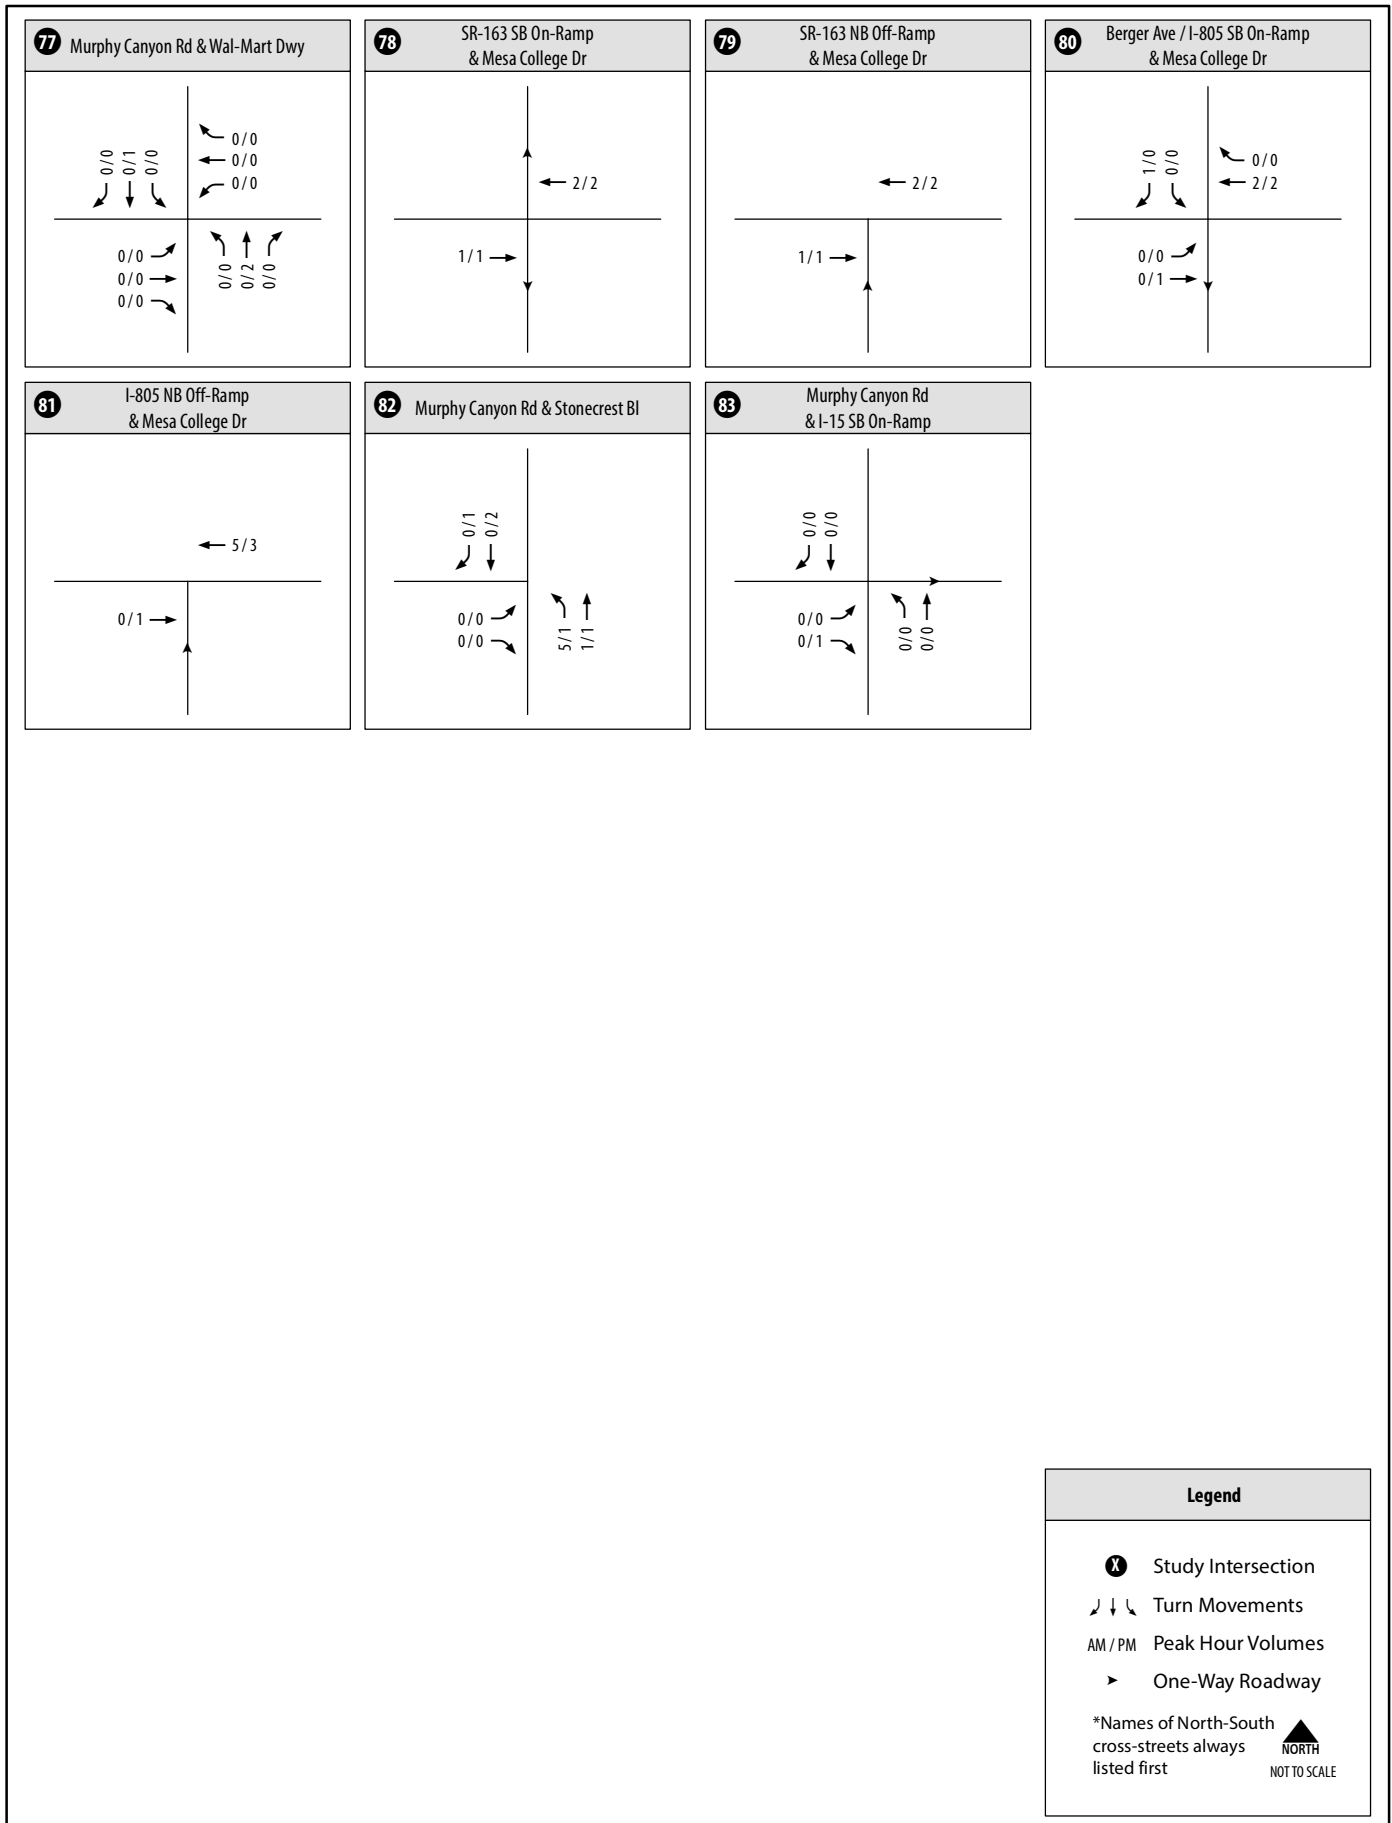 77
Murphy Canyon Rd & Wal-Mart Dwy
0/0
0/1
0/0
0/0
0/0
0/0
0/0
0/0
0/0
0/0
0/2
0/0
78
SR-163 SB On-Ramp
& Mesa College Dr
2/2
1/1
79
SR-163 NB Off-Ramp
& Mesa College Dr
2/2
1/1
80
Berger Ave / I-805 SB On-Ramp
& Mesa College Dr
1/0
0/0
0/0
2/2
0/0
0/1
81
I-805 NB Off-Ramp
& Mesa College Dr
5/3
0/1
82
Murphy Canyon Rd & Stonecrest Bl
0/1
0/2
0/0
0/0
5/1
1/1
83
Murphy Canyon Rd
& I-15 SB On-Ramp
0/0
0/0
0/0
0/1
0/0
0/0
Legend
X Study Intersection
Turn Movements
AM / PM Peak Hour Volumes
One-Way Roadway
*Names of North-South
cross-streets always
listed first
NORTH
NOT TO SCALE